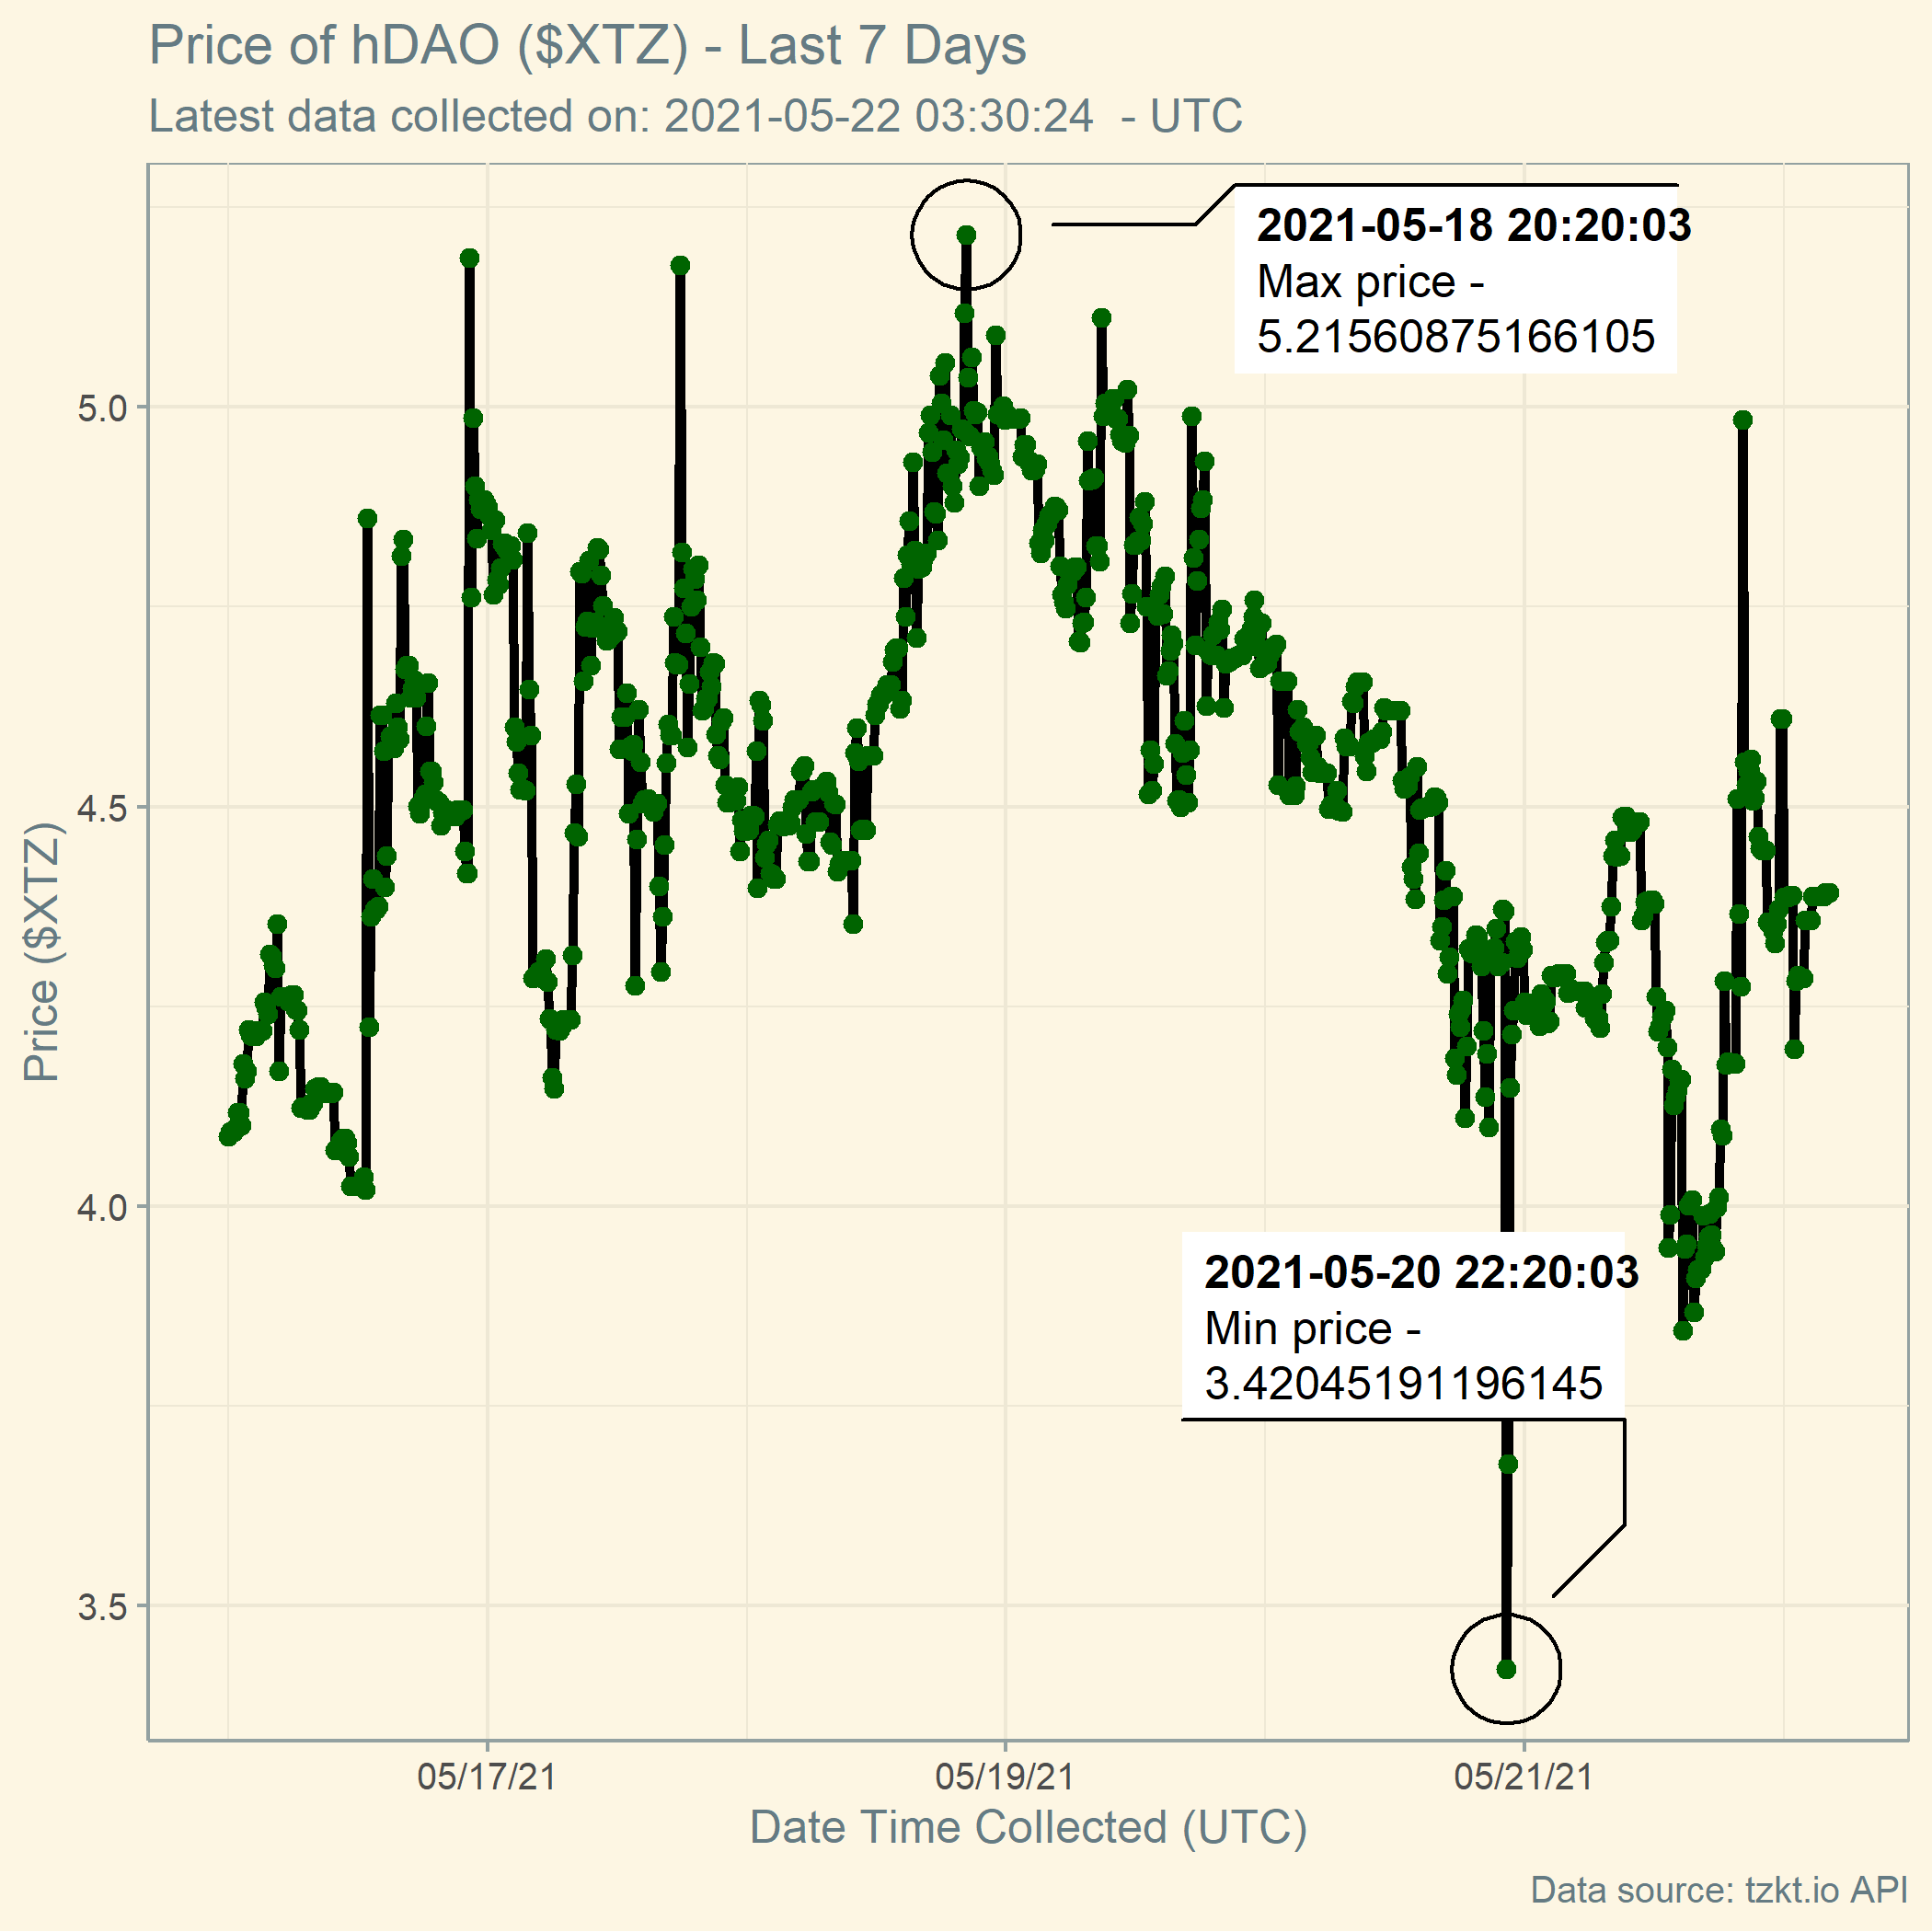 Price of hDAO ($XTZ) - Last 7 Days
Latest data collected on: 2021-05-22 03:30:24  - UTC
2021-05-18 20:20:03
Max price -
5.21560875166105
5.0
4.5
4.0
3.5
Price ($XTZ)
2021-05-20 22:20:03
Min price -
3.42045191196145
05/17/21
05/19/21
05/21/21
Date Time Collected (UTC)
Data source: tzkt.io API